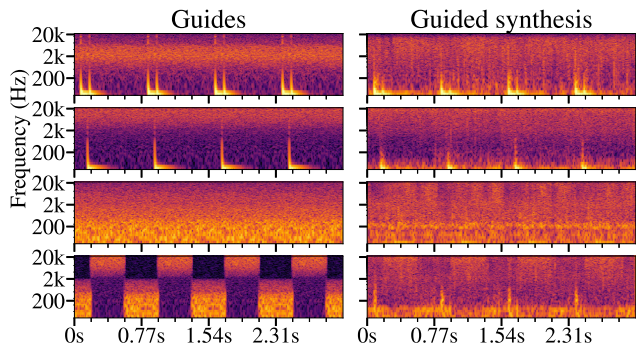 Guides
Guided synthesis
Frequency (Hz)
20k
2k
200
20k
2k
200
20k
2k
200
20k
2k
200
0s 0.77s 1.54s 2.31s
0s 0.77s 1.54s 2.31s